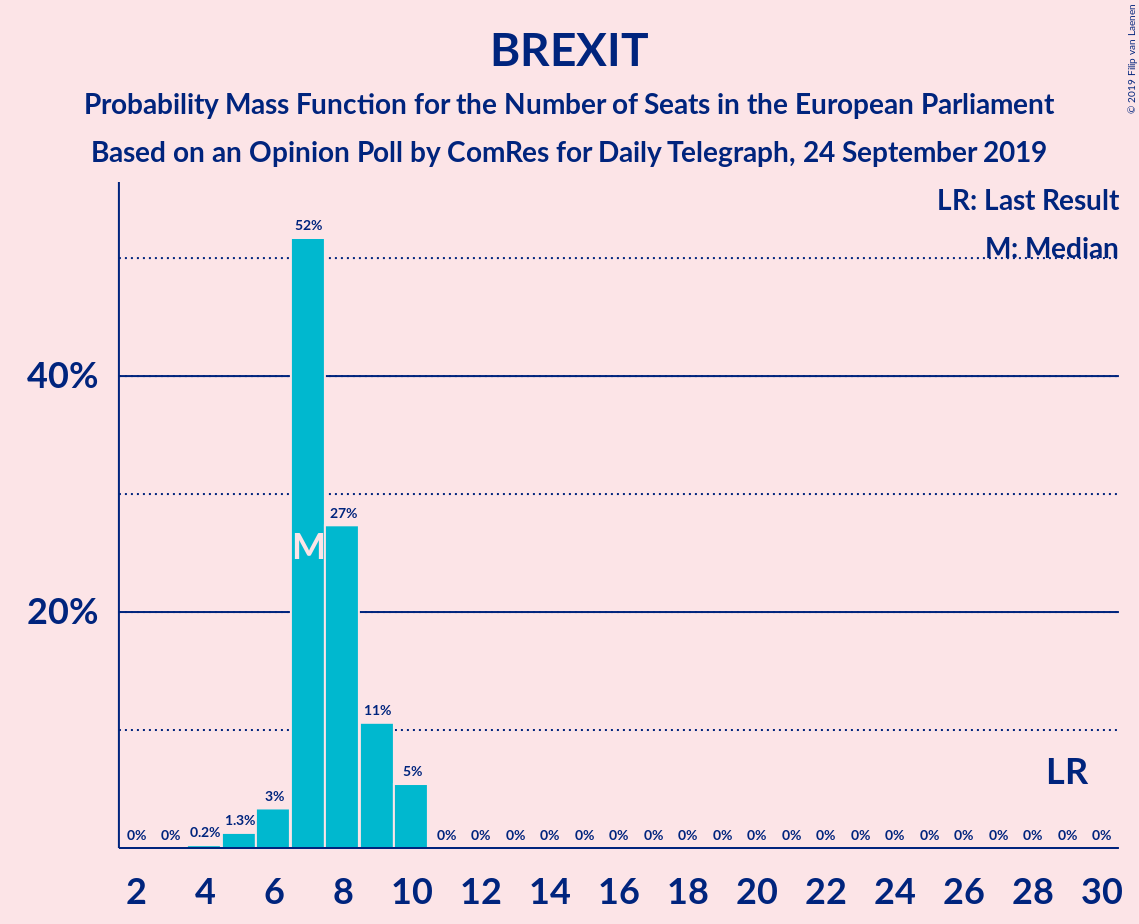 BREXIT
Probability Mass Function for the Number of Seats in the European Parliament
Based on an Opinion Poll by ComRes for Daily Telegraph, 24 September 2019
© 2019 Filip van Laenen
LR: Last Result
M: Median
52%
40%
27%
M
20%
11%
LR
5%
3%
1.3%
0% 0% 0.2% 0% 0% 0% 0% 0% 0% 0% 0% 0% 0% 0% 0% 0% 0% 0% 0% 0% 0% 0% 0%
2 4 6 8 10 12 14 16 18 20 22 24 26 28 30